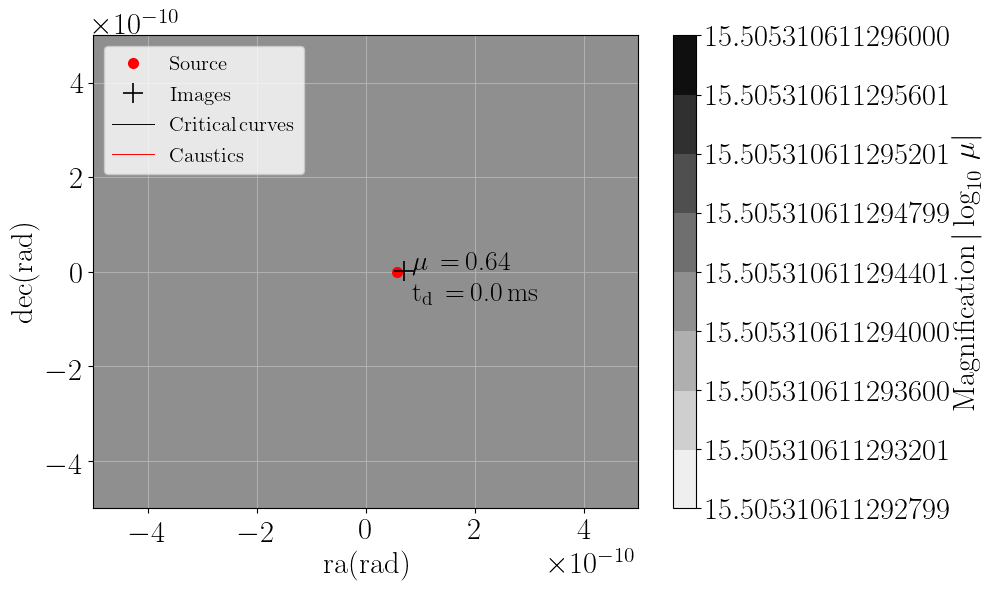 ×10⁻¹⁰
Source
Images
Critical curves
Caustics
4
2
0
−2
−4
dec(rad)
μ = 0.64
t_d = 0.0 ms
−4
−2
0
2
4
ra(rad)
×10⁻¹⁰
15.505310611296000
15.505310611295601
15.505310611295201
15.505310611294799
15.505310611294401
15.505310611294000
15.505310611293600
15.505310611293201
15.505310611292799
Magnification | log₁₀ μ|